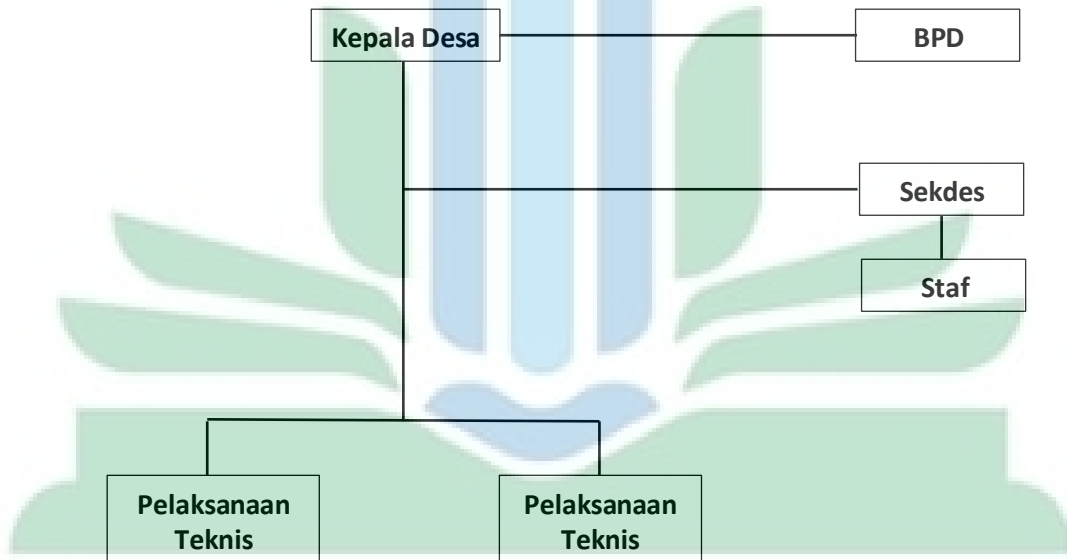 Kepala Desa
BPD
Sekdes
Staf
Pelaksanaan
Teknis
Pelaksanaan
Teknis